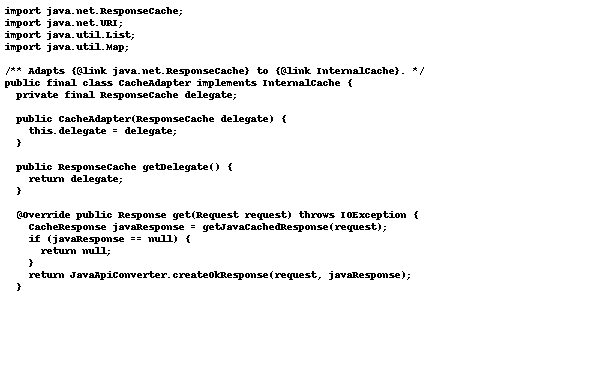 import java.net.ResponseCache;
import java.net.URI;
import java.util.List;
import java.util.Map;
/** Adapts {@link java.net.ResponseCache} to {@link InternalCache}. */
public final class CacheAdapter implements InternalCache {
private final ResponseCache delegate;
public CacheAdapter(ResponseCache delegate) {
this.delegate = delegate;
}
public ResponseCache getDelegate() {
return delegate;
}
@Override public Response get(Request request) throws IOException {
CacheResponse javaResponse = getJavaCachedResponse(request);
if (javaResponse == null) {
return null;
}
return JavaApiConverter.createOkResponse(request, javaResponse);
}